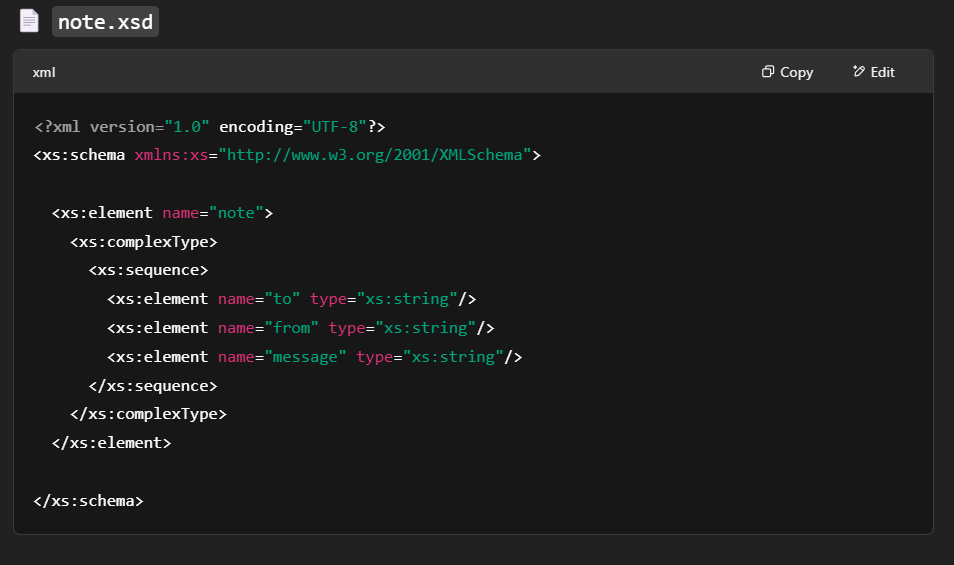 note.xsd
xml
Copy
Edit
<?xml version="1.0" encoding="UTF-8"?>
<xs:schema xmlns:xs="http://www.w3.org/2001/XMLSchema">
<xs:element name="note">
<xs:complexType>
<xs:sequence>
<xs:element name="to" type="xs:string"/>
<xs:element name="from" type="xs:string"/>
<xs:element name="message" type="xs:string"/>
</xs:sequence>
</xs:complexType>
</xs:element>
</xs:schema>